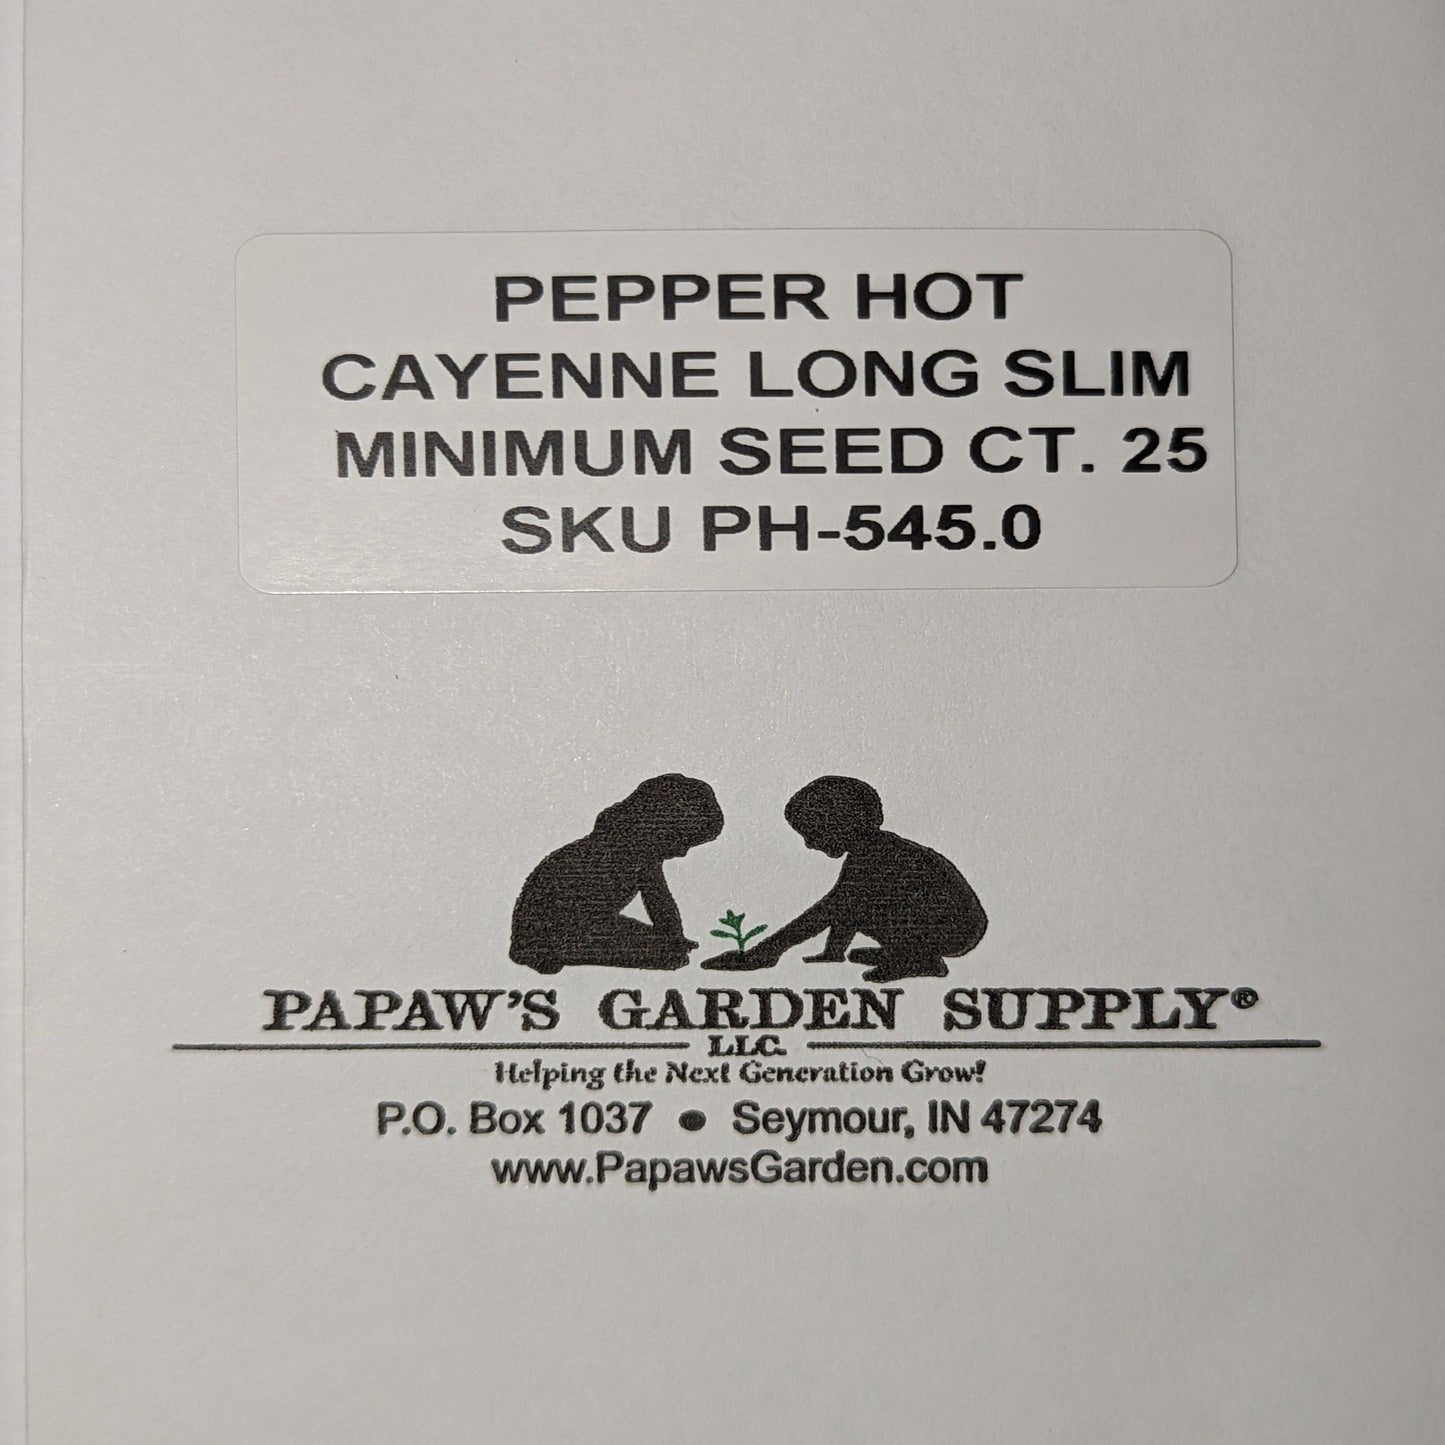 PEPPER HOT
CAYENNE LONG SLIM
MINIMUM SEED CT. 25
SKU PH-545.0
PAPAW'S GARDEN SUPPLY®
LLC.
Helping the Next Generation Grow!
P.O. Box 1037 ● Seymour, IN 47274
www.PapawsGarden.com